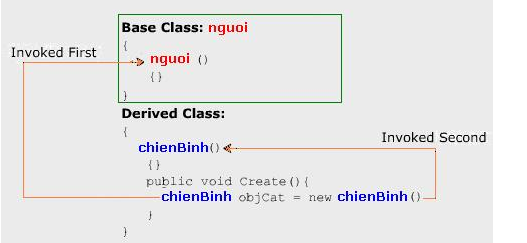 Base Class: nguoi
{
Invoked First
nguoi ()
{}
}
Derived Class:
{
Invoked Second
chienBinh()
{}
public void Create(){
chienBinh objCat = new chienBinh()
}
}